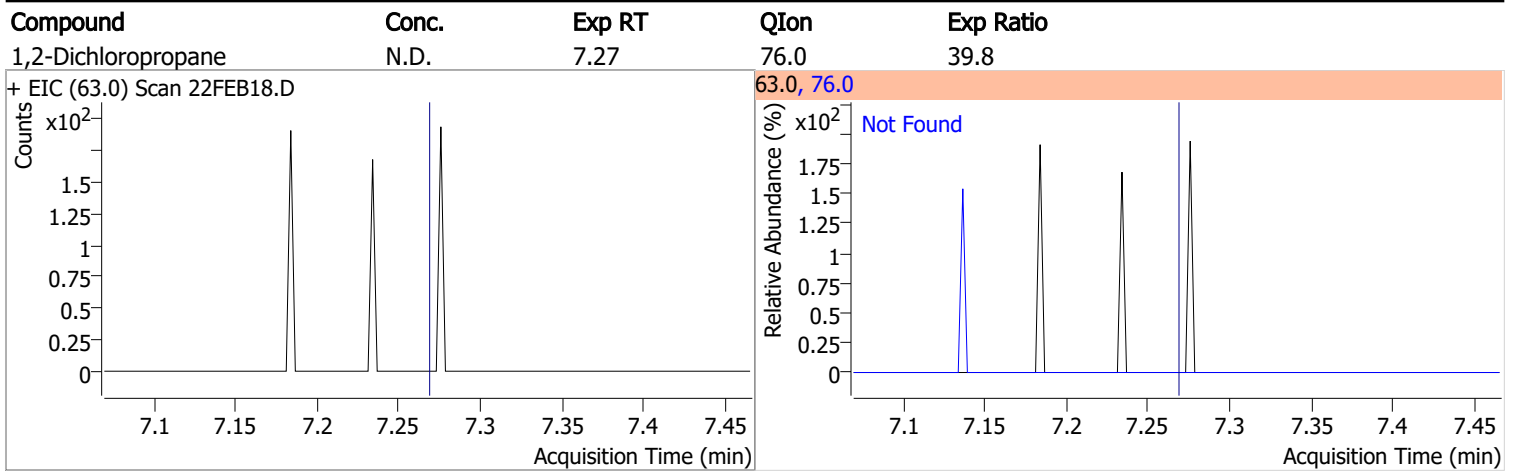 Compound Conc. Exp RT QIon Exp Ratio
1,2-Dichloropropane N.D. 7.27 76.0 39.8
+ EIC (63.0) Scan 22FEB18.D
Counts
x10²
1.5
1.25
1
0.75
0.5
0.25
0
7.1 7.15 7.2 7.25 7.3 7.35 7.4 7.45
Acquisition Time (min)
63.0, 76.0
Relative Abundance (%)
x10²
Not Found
1.75
1.5
1.25
1
0.75
0.5
0.25
0
7.1 7.15 7.2 7.25 7.3 7.35 7.4 7.45
Acquisition Time (min)